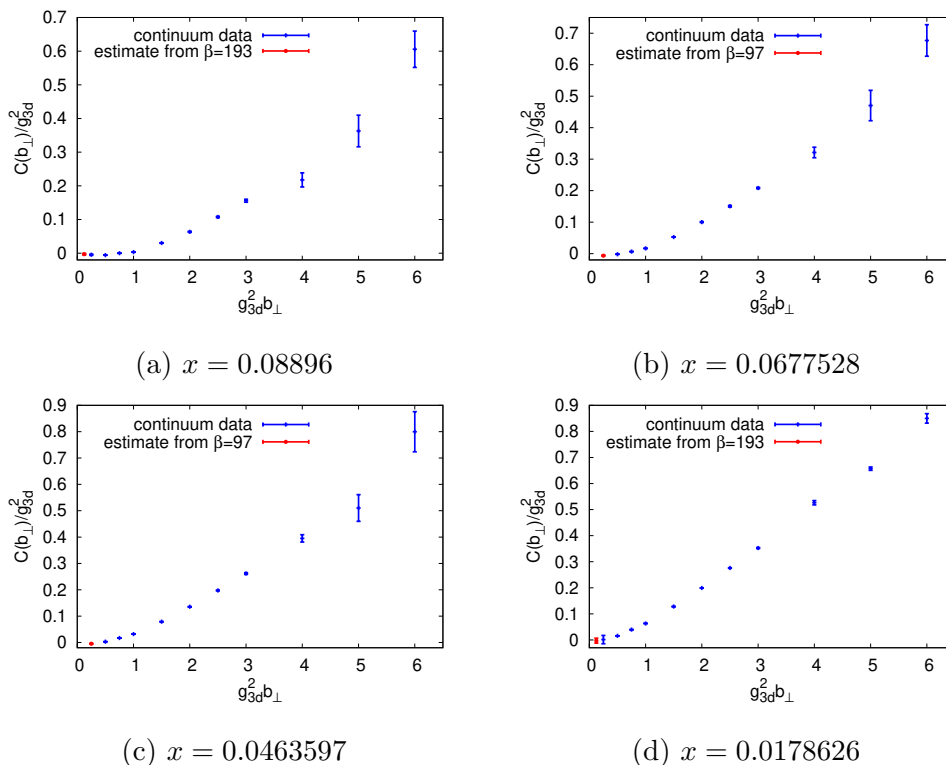 C(b⊥)/g²3d
0.7
0.6
0.5
0.4
0.3
0.2
0.1
0
continuum data
estimate from β=193
0 1 2 3 4 5 6
g²3d b⊥
(a) x = 0.08896
C(b⊥)/g²3d
0.7
0.6
0.5
0.4
0.3
0.2
0.1
0
continuum data
estimate from β=97
0 1 2 3 4 5 6
g²3d b⊥
(b) x = 0.0677528
C(b⊥)/g²3d
0.9
0.8
0.7
0.6
0.5
0.4
0.3
0.2
0.1
0
continuum data
estimate from β=97
0 1 2 3 4 5 6
g²3d b⊥
(c) x = 0.0463597
C(b⊥)/g²3d
0.9
0.8
0.7
0.6
0.5
0.4
0.3
0.2
0.1
0
continuum data
estimate from β=193
0 1 2 3 4 5 6
g²3d b⊥
(d) x = 0.0178626